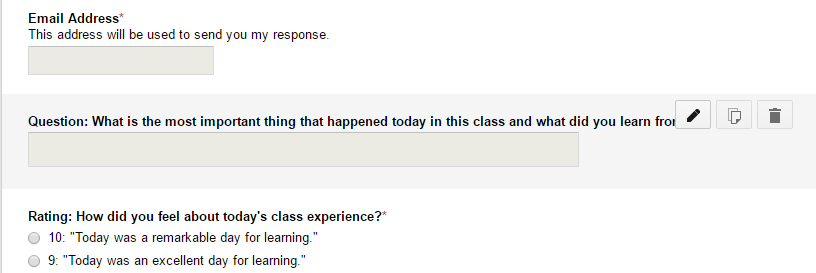 Email Address*
This address will be used to send you my response.
Question: What is the most important thing that happened today in this class and what did you learn
Rating: How did you feel about today's class experience?*
10: "Today was a remarkable day for learning."
9: "Today was an excellent day for learning."